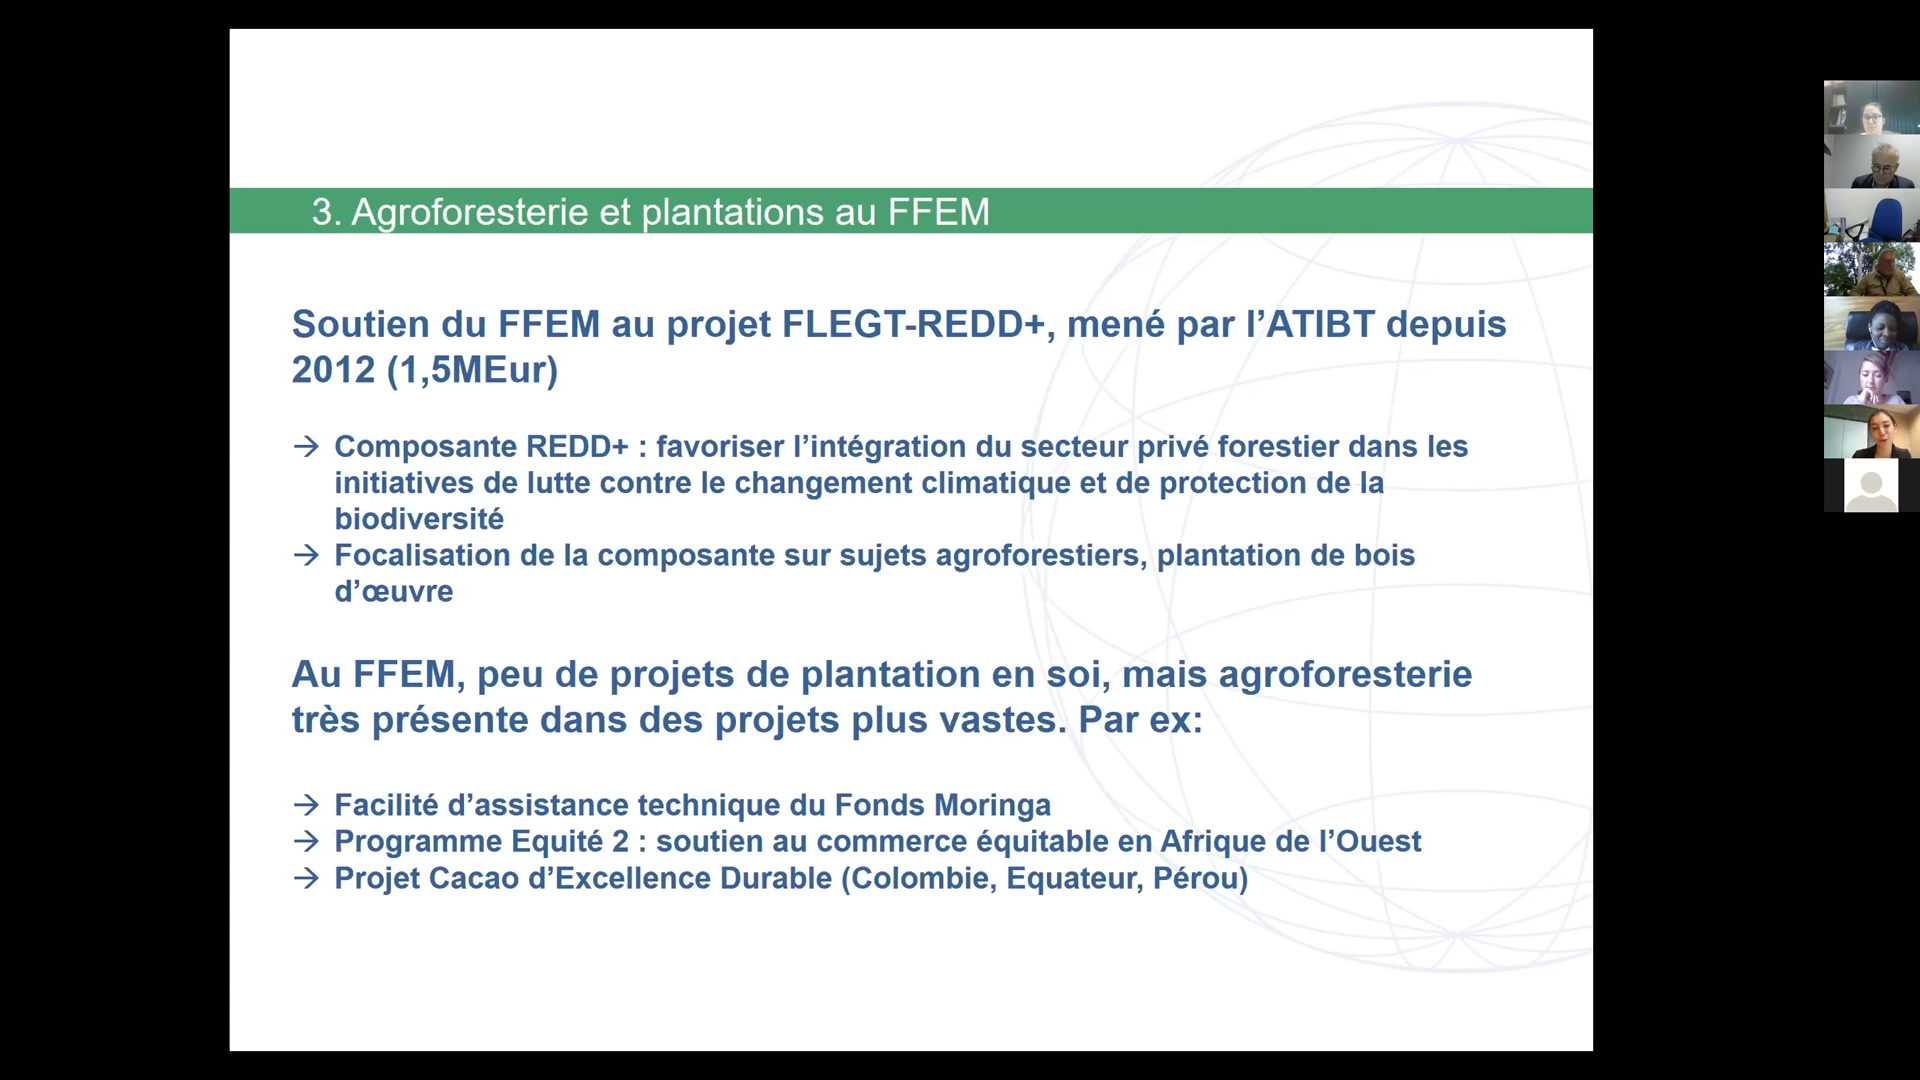 3. Agroforesterie et plantations au FFEM
Soutien du FFEM au projet FLEGT-REDD+, mené par l’ATIBT depuis
2012 (1,5MEur)
→ Composante REDD+ : favoriser l’intégration du secteur privé forestier dans les
initiatives de lutte contre le changement climatique et de protection de la
biodiversité
→ Focalisation de la composante sur sujets agroforestiers, plantation de bois
d’œuvre
Au FFEM, peu de projets de plantation en soi, mais agroforesterie
très présente dans des projets plus vastes. Par ex:
→ Facilité d’assistance technique du Fonds Moringa
→ Programme Equité 2 : soutien au commerce équitable en Afrique de l’Ouest
→ Projet Cacao d’Excellence Durable (Colombie, Equateur, Pérou)